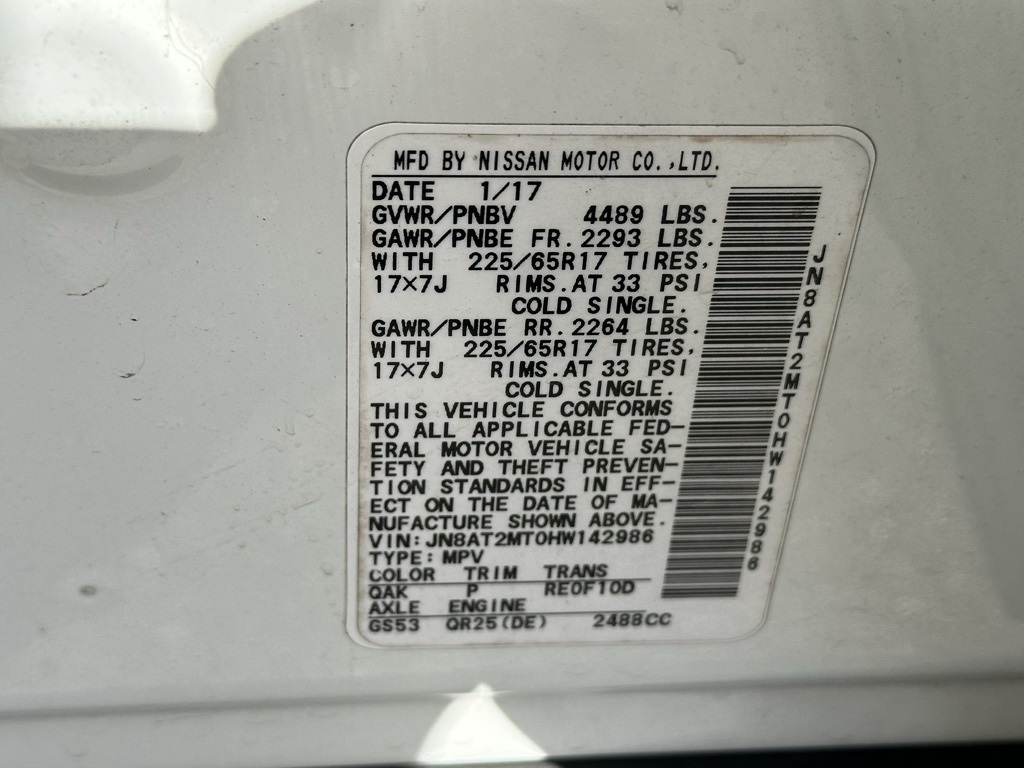 MFD BY NISSAN MOTOR CO.,LTD.
DATE 1/17
GVWR/PNBV 4489 LBS.
GAWR/PNBE FR. 2293 LBS.
WITH 225/65R17 TIRES,
17×7J RIMS.AT 33 PSI
COLD SINGLE.
GAWR/PNBE RR. 2264 LBS.
WITH 225/65R17 TIRES,
17×7J RIMS.AT 33 PSI
COLD SINGLE.
THIS VEHICLE CONFORMS
TO ALL APPLICABLE FED-
ERAL MOTOR VEHICLE SA-
FETY AND THEFT PREVEN-
TION STANDARDS IN EFF-
ECT ON THE DATE OF MA-
NUFACTURE SHOWN ABOVE.
VIN:JN8AT2MT0HW142986
TYPE:MPV
COLOR TRIM TRANS
QAK P RE0F10D
AXLE ENGINE
GS53 QR25(DE) 2488CC
JN8AT2MT0HW142986